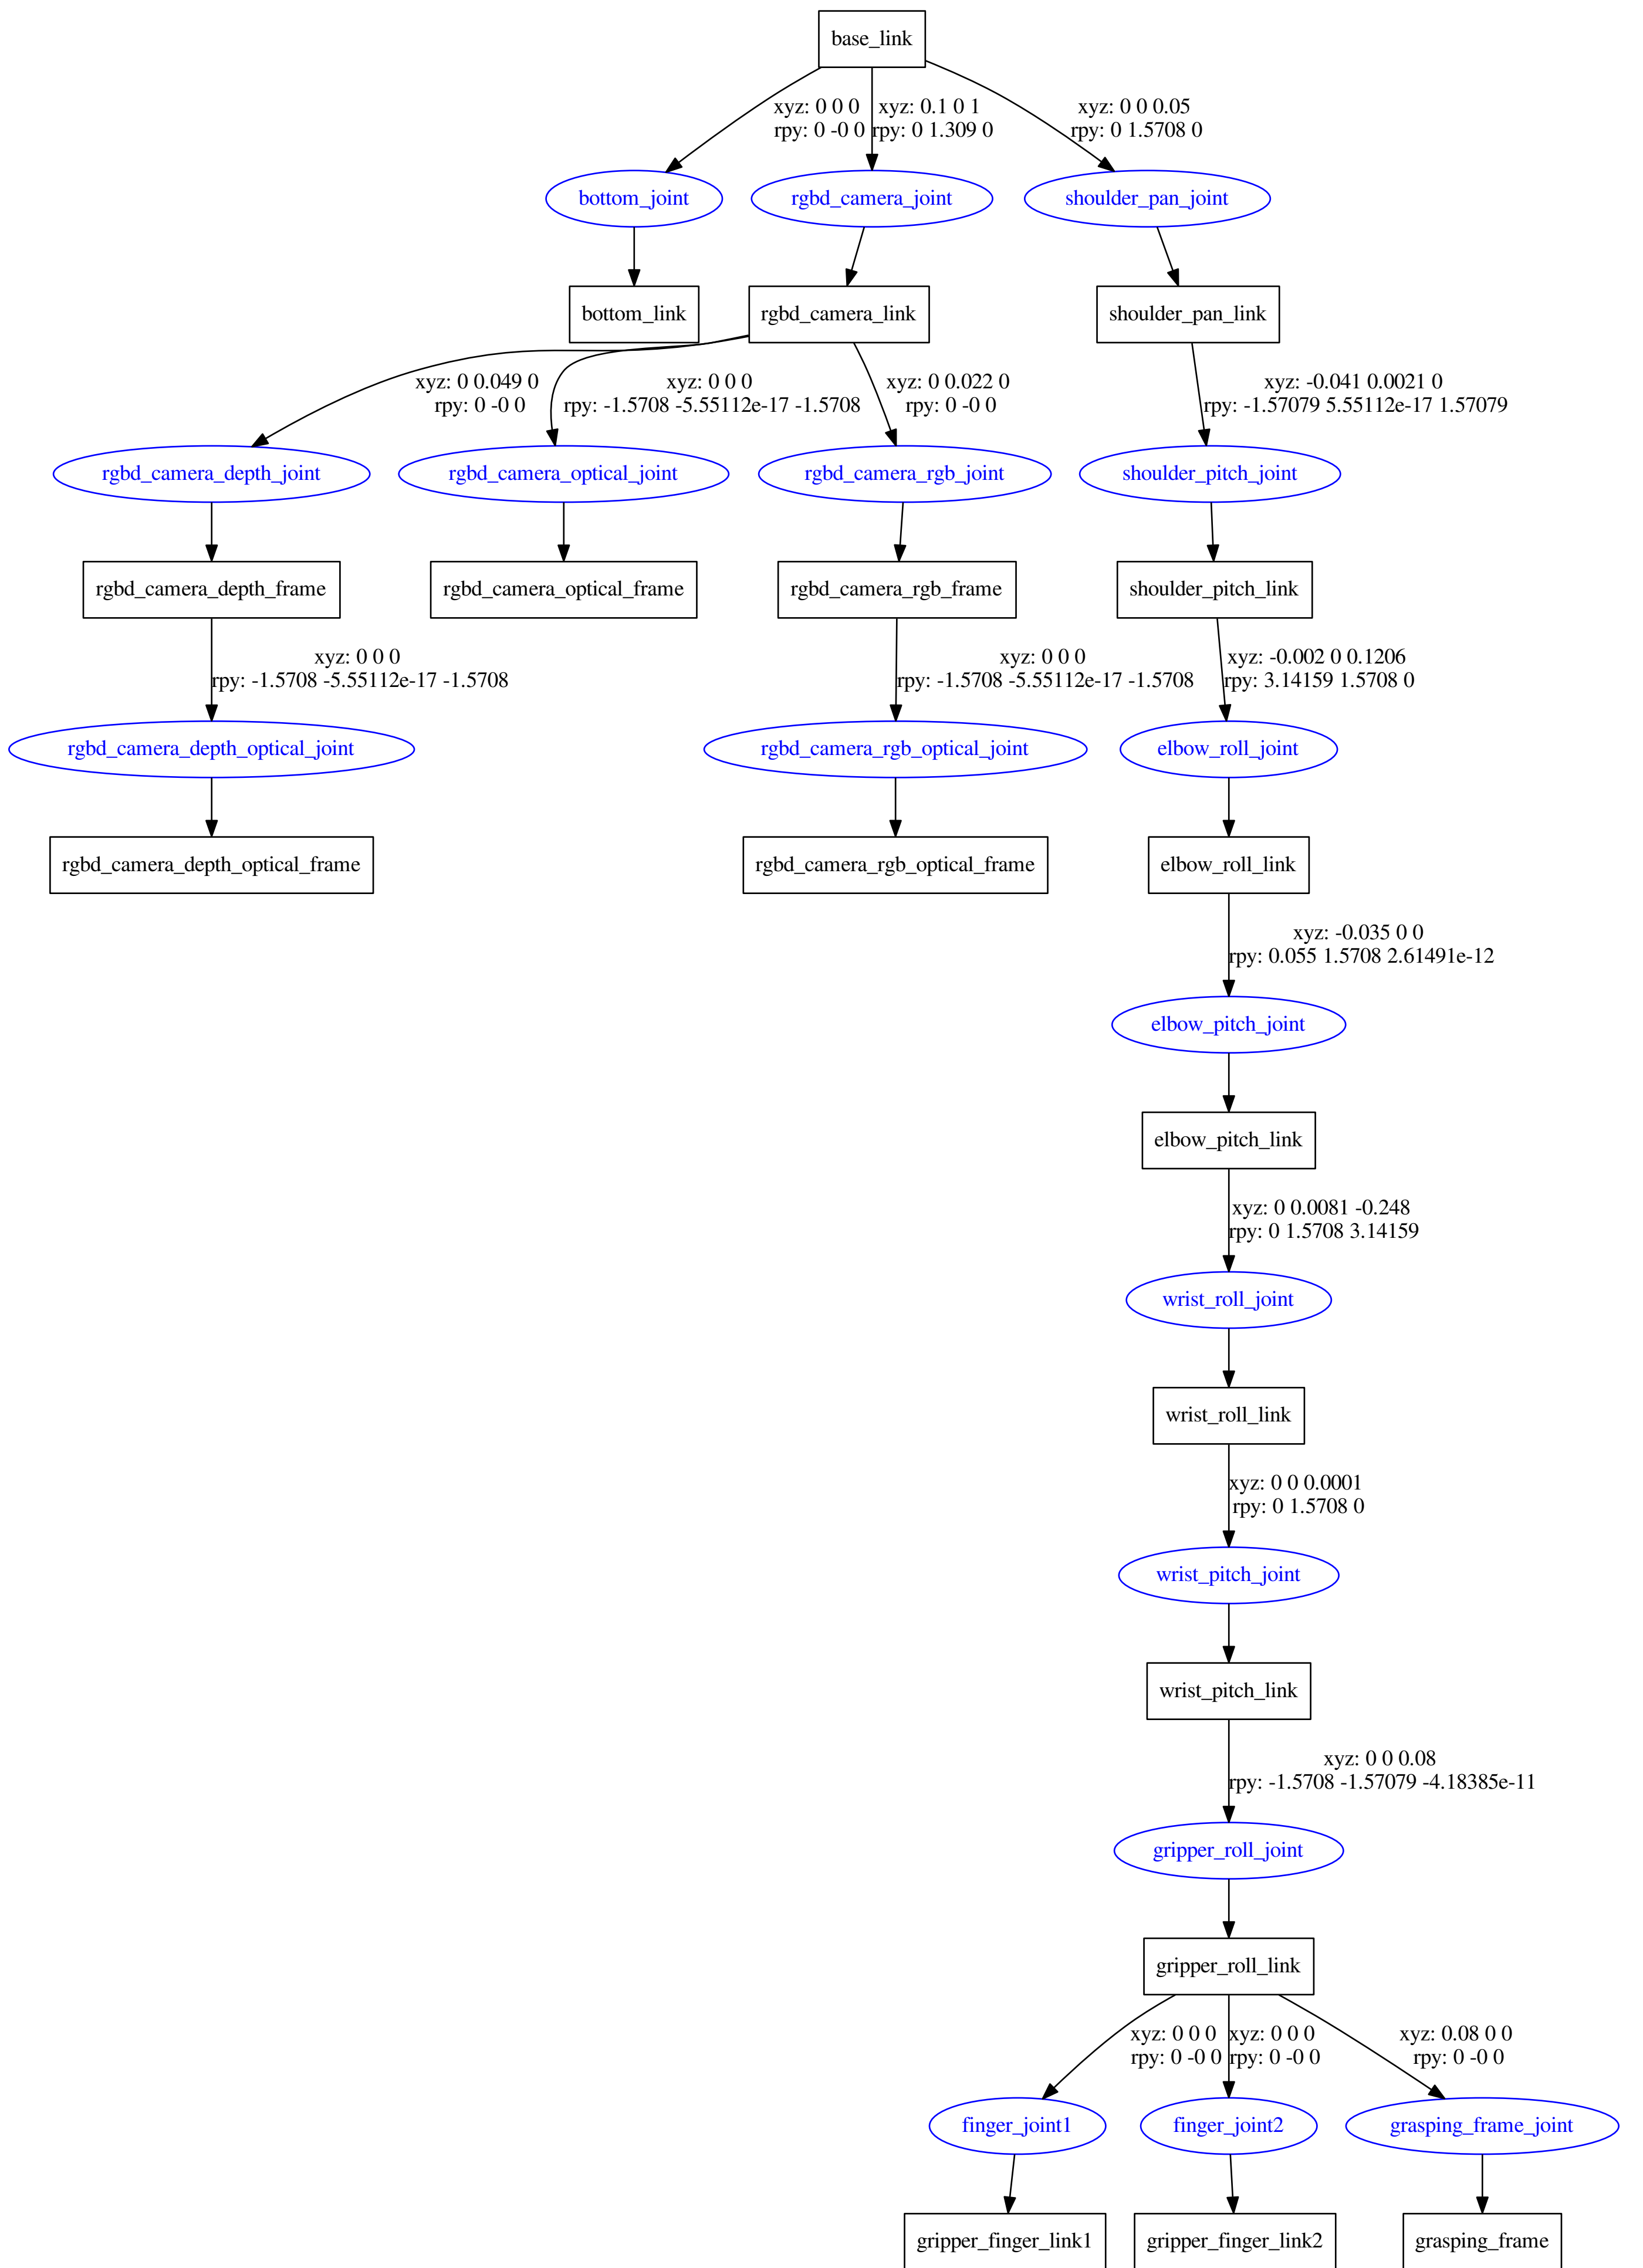 base_link
xyz: 0 0 0
rpy: 0 -0 0
xyz: 0.1 0 1
rpy: 0 1.309 0
xyz: 0 0 0.05
rpy: 0 1.5708 0
bottom_joint
rgbd_camera_joint
shoulder_pan_joint
bottom_link
rgbd_camera_link
shoulder_pan_link
xyz: 0 0.049 0
rpy: 0 -0 0
xyz: 0 0 0
rpy: -1.5708 -5.55112e-17 -1.5708
xyz: 0 0.022 0
rpy: 0 -0 0
xyz: -0.041 0.0021 0
rpy: -1.57079 5.55112e-17 1.57079
rgbd_camera_depth_joint
rgbd_camera_optical_joint
rgbd_camera_rgb_joint
shoulder_pitch_joint
rgbd_camera_depth_frame
rgbd_camera_optical_frame
rgbd_camera_rgb_frame
shoulder_pitch_link
xyz: 0 0 0
rpy: -1.5708 -5.55112e-17 -1.5708
xyz: 0 0 0
rpy: -1.5708 -5.55112e-17 -1.5708
xyz: -0.002 0 0.1206
rpy: 3.14159 1.5708 0
rgbd_camera_depth_optical_joint
rgbd_camera_rgb_optical_joint
elbow_roll_joint
rgbd_camera_depth_optical_frame
rgbd_camera_rgb_optical_frame
elbow_roll_link
xyz: -0.035 0 0
rpy: 0.055 1.5708 2.61491e-12
elbow_pitch_joint
elbow_pitch_link
xyz: 0 0.0081 -0.248
rpy: 0 1.5708 3.14159
wrist_roll_joint
wrist_roll_link
xyz: 0 0 0.0001
rpy: 0 1.5708 0
wrist_pitch_joint
wrist_pitch_link
xyz: 0 0 0.08
rpy: -1.5708 -1.57079 -4.18385e-11
gripper_roll_joint
gripper_roll_link
xyz: 0 0 0
rpy: 0 -0 0
xyz: 0 0 0
rpy: 0 -0 0
xyz: 0.08 0 0
rpy: 0 -0 0
finger_joint1
finger_joint2
grasping_frame_joint
gripper_finger_link1
gripper_finger_link2
grasping_frame